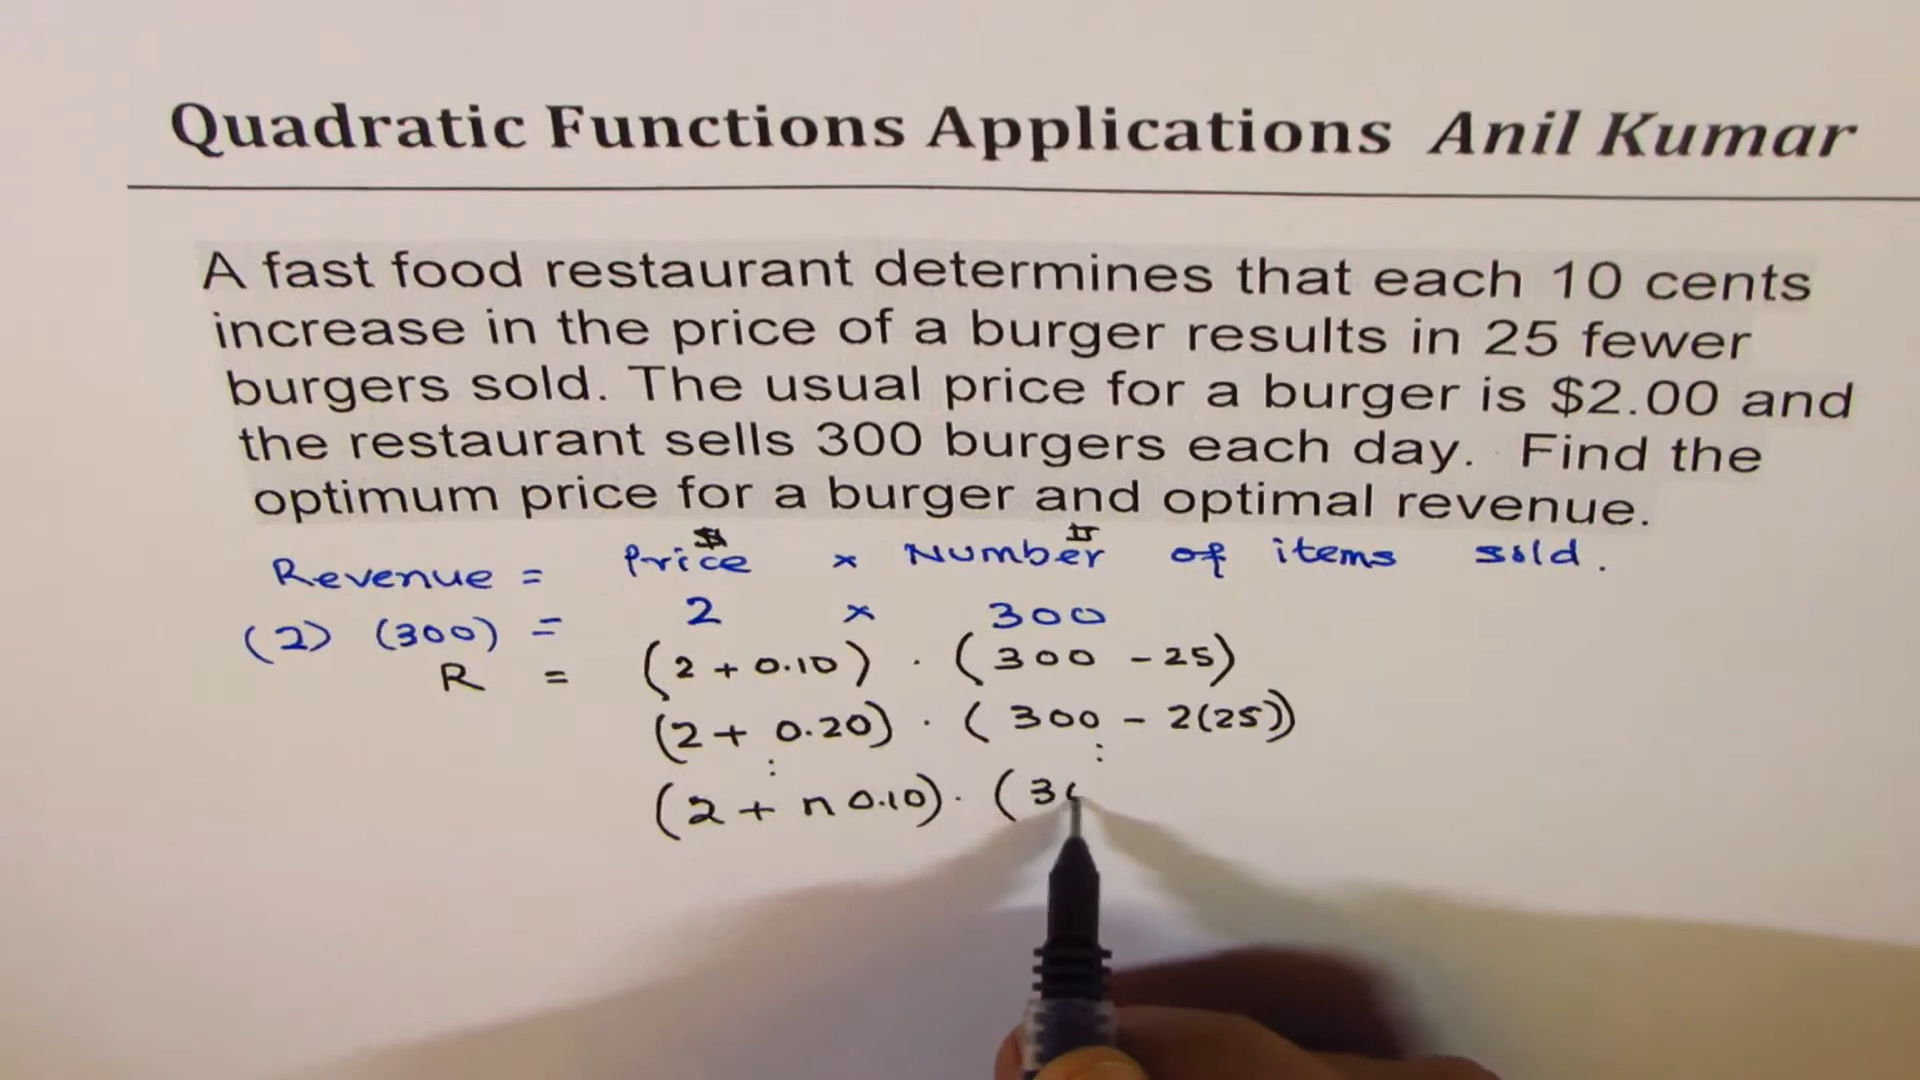 Quadratic Functions Applications Anil Kumar
A fast food restaurant determines that each 10 cents
increase in the price of a burger results in 25 fewer
burgers sold. The usual price for a burger is $2.00 and
the restaurant sells 300 burgers each day. Find the
optimum price for a burger and optimal revenue.
Revenue = Price $ × Number of items sold.
(2) (300) = 2 × 300
R = (2 + 0.10) · (300 - 25)
(2 + 0.20) · (300 - 2(25))
: :
(2 + n 0.10) · (30